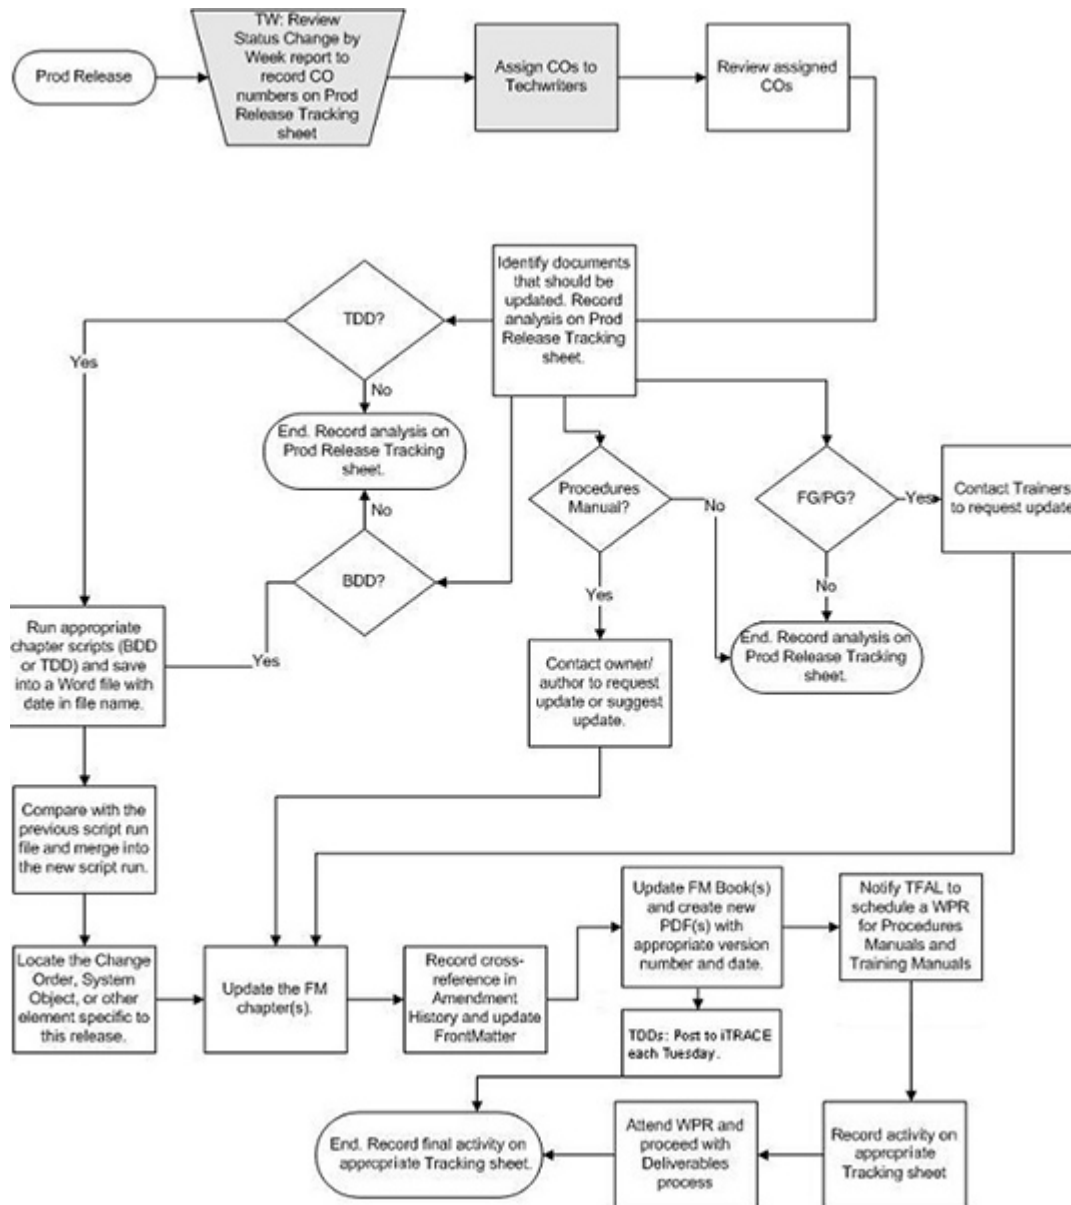 Prod Release
TW: Review
Status Change by
Week report to
record CO
numbers on Prod
Release Tracking
sheet
Assign COs to
Techwriters
Review assigned
COs
Identify documents
that should be
updated. Record
analysis on Prod
Release Tracking
sheet.
TDD?
Yes
No
End. Record analysis on
Prod Release Tracking
sheet.
No
BDD?
Yes
Procedures
Manual?
No
Yes
FG/PG?
Yes
No
Contact Trainers
to request update
End. Record analysis on
Prod Release Tracking
sheet.
Run appropriate
chapter scripts (BDD
or TDD) and save
into a Word file with
date in file name.
Contact owner/
author to request
update or suggest
update.
Compare with the
previous script run
file and merge into
the new script run.
Locate the Change
Order, System
Object, or other
element specific to
this release.
Update the FM
chapter(s).
Record cross-
reference in
Amendment
History and update
FrontMatter
Update FM Book(s)
and create new
PDF(s) with
appropriate version
number and date.
Notify TFAL to
schedule a WPR
for Procedures
Manuals and
Training Manuals
TDDs: Post to iTRACE
each Tuesday.
End. Record final activity on
appropriate Tracking sheet.
Attend WPR and
proceed with
Deliverables
process
Record activity on
appropriate
Tracking sheet